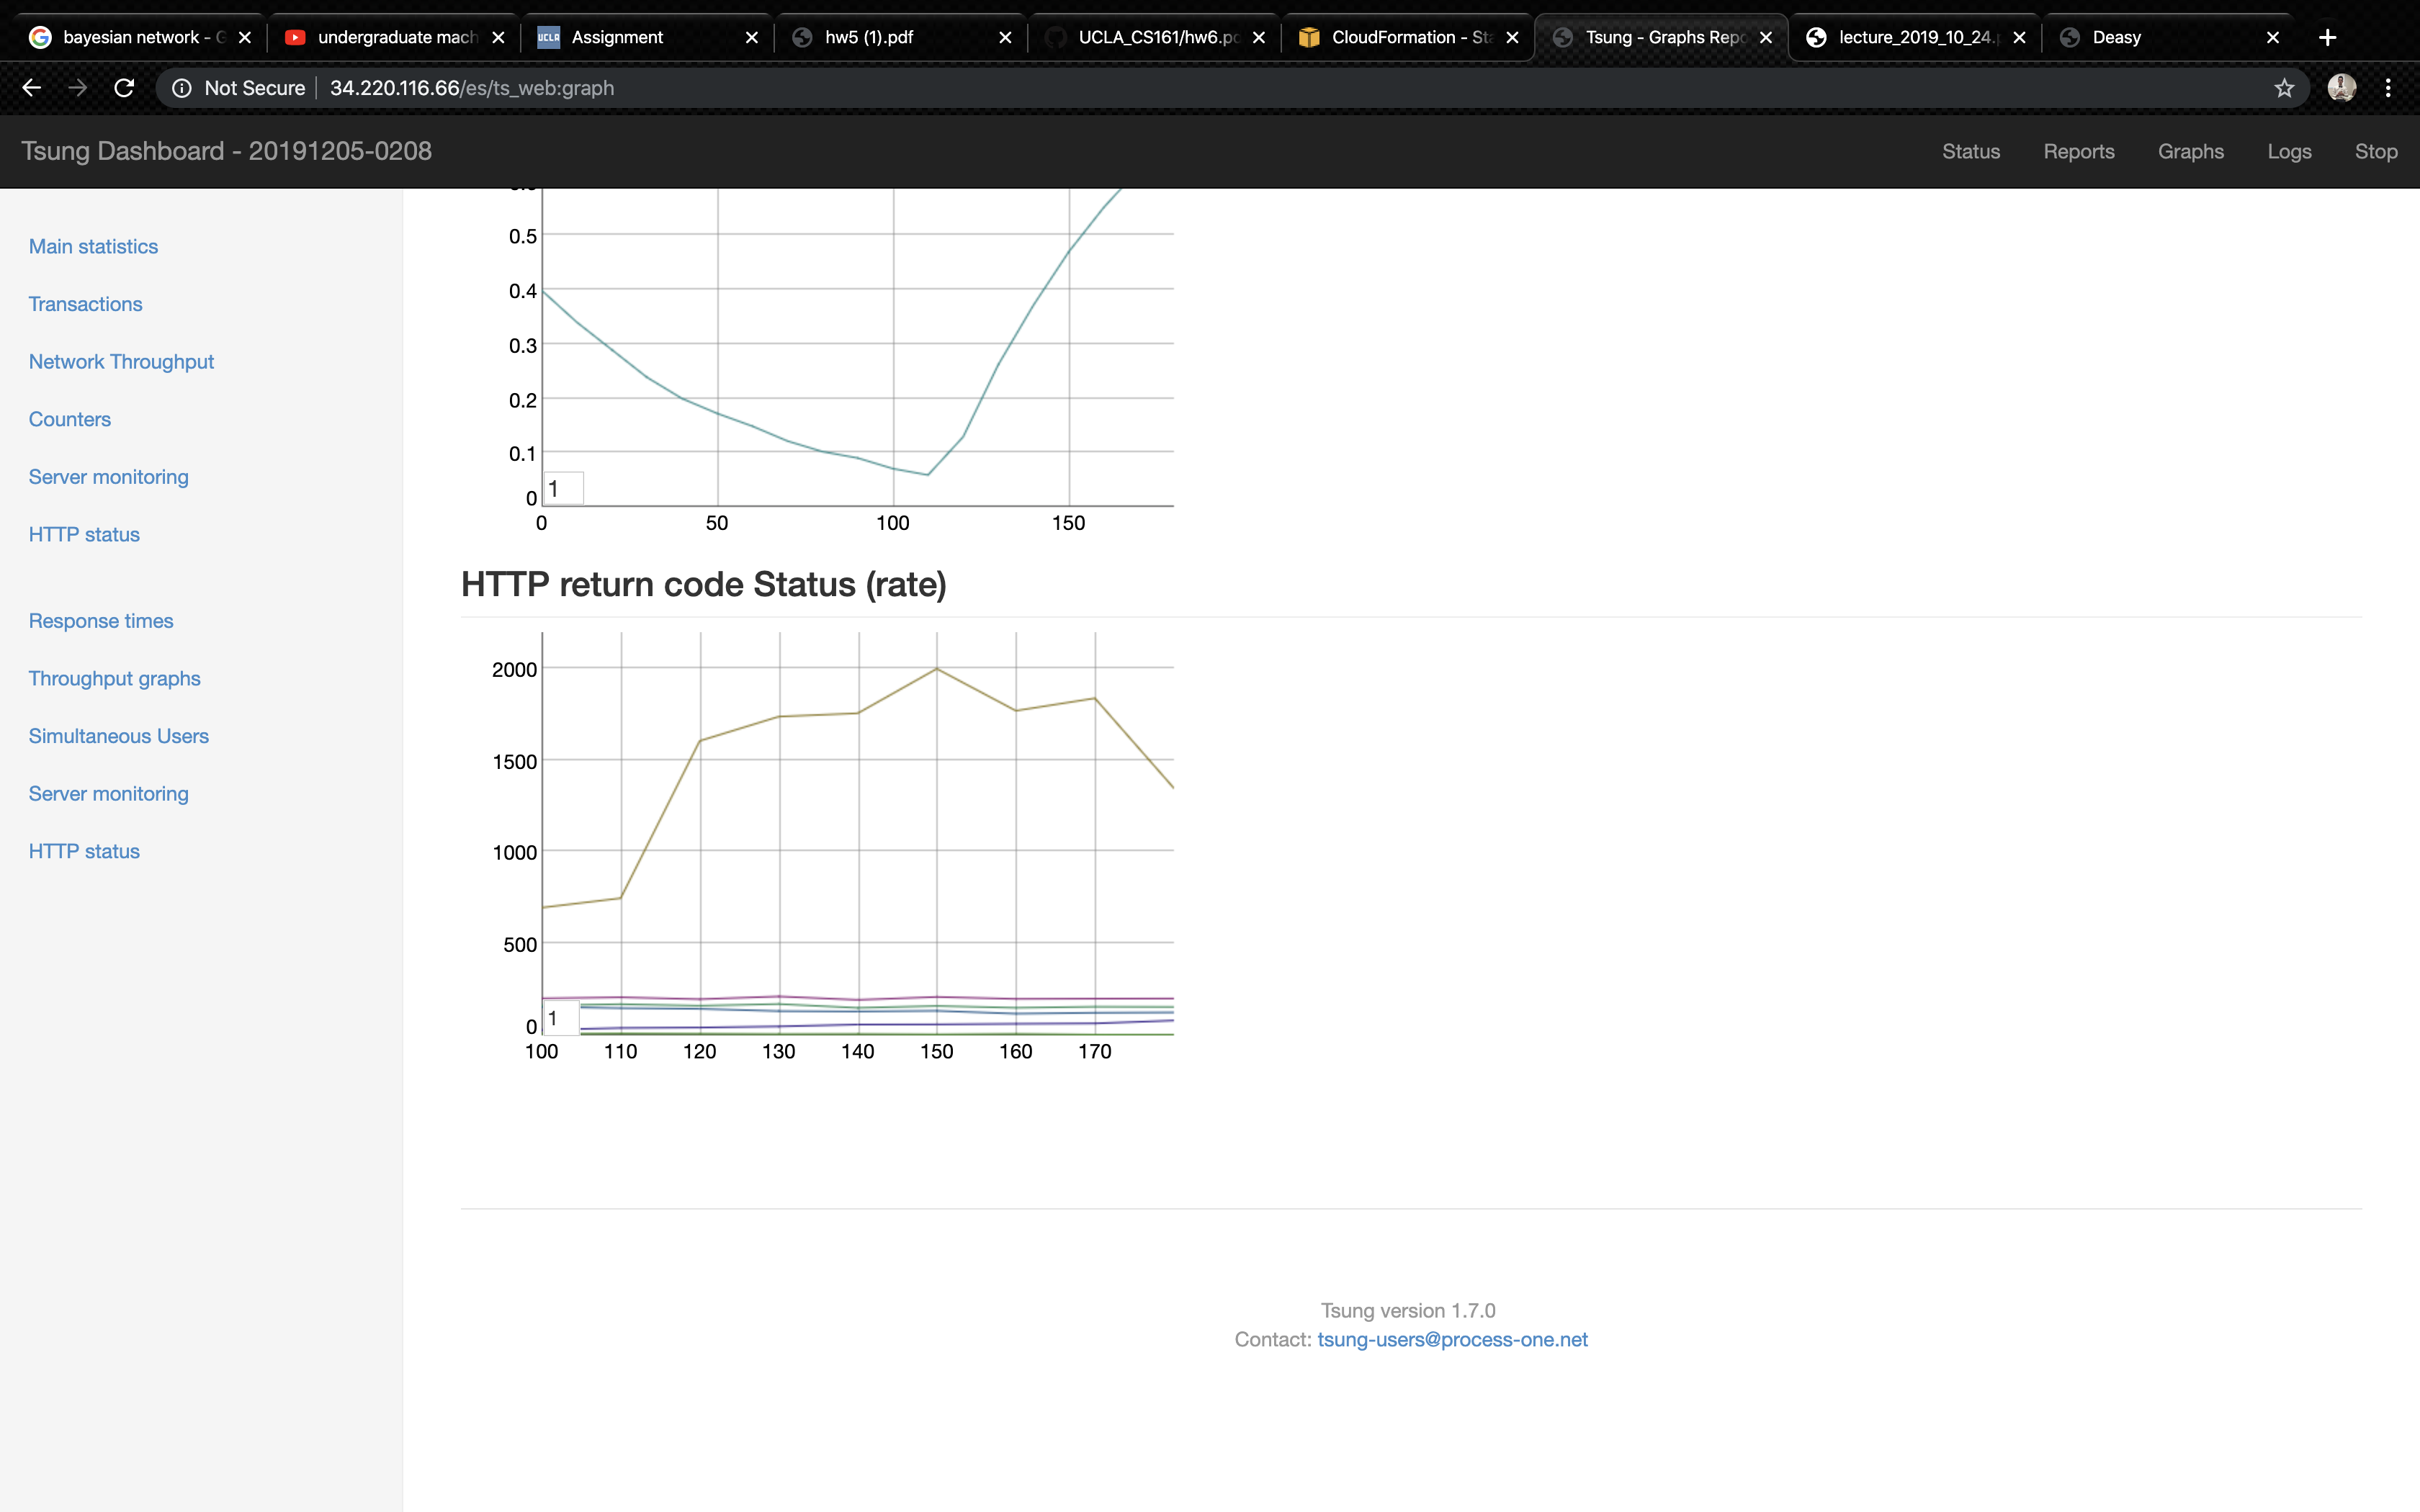 bayesian network - G
undergraduate mach
UCLA Assignment
hw5 (1).pdf
UCLA_CS161/hw6.pd
CloudFormation - Sta
Tsung - Graphs Repo
lecture_2019_10_24.
Deasy
Not Secure 34.220.116.66/es/ts_web:graph
Tsung Dashboard - 20191205-0208
Status
Reports
Graphs
Logs
Stop
Main statistics
Transactions
Network Throughput
Counters
Server monitoring
HTTP status
Response times
Throughput graphs
Simultaneous Users
Server monitoring
HTTP status
0.5
0.4
0.3
0.2
0.1
0
1
0 50 100 150
HTTP return code Status (rate)
2000
1500
1000
500
0
1
100 110 120 130 140 150 160 170
Tsung version 1.7.0
Contact: tsung-users@process-one.net